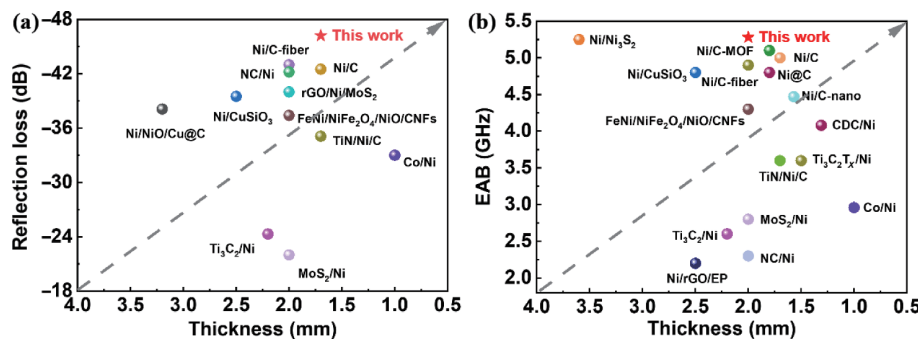 (a)
−48
−42
−36
−30
−24
−18
Reflection loss (dB)
This work
Ni/C-fiber
NC/Ni
Ni/C
rGO/Ni/MoS2
Ni/NiO/Cu@C
Ni/CuSiO3
FeNi/NiFe2O4/NiO/CNFs
TiN/Ni/C
Co/Ni
Ti3C2/Ni
MoS2/Ni
4.0 3.5 3.0 2.5 2.0 1.5 1.0 0.5
Thickness (mm)
(b)
5.5
5.0
4.5
4.0
3.5
3.0
2.5
2.0
EAB (GHz)
This work
Ni/Ni3S2
Ni/C-MOF
Ni/C
Ni/CuSiO3
Ni/C-fiber
Ni@C
Ni/C-nano
FeNi/NiFe2O4/NiO/CNFs
CDC/Ni
TiN/Ni/C
Ti3C2Tx/Ni
Co/Ni
MoS2/Ni
Ti3C2/Ni
NC/Ni
Ni/rGO/EP
4.0 3.5 3.0 2.5 2.0 1.5 1.0 0.5
Thickness (mm)